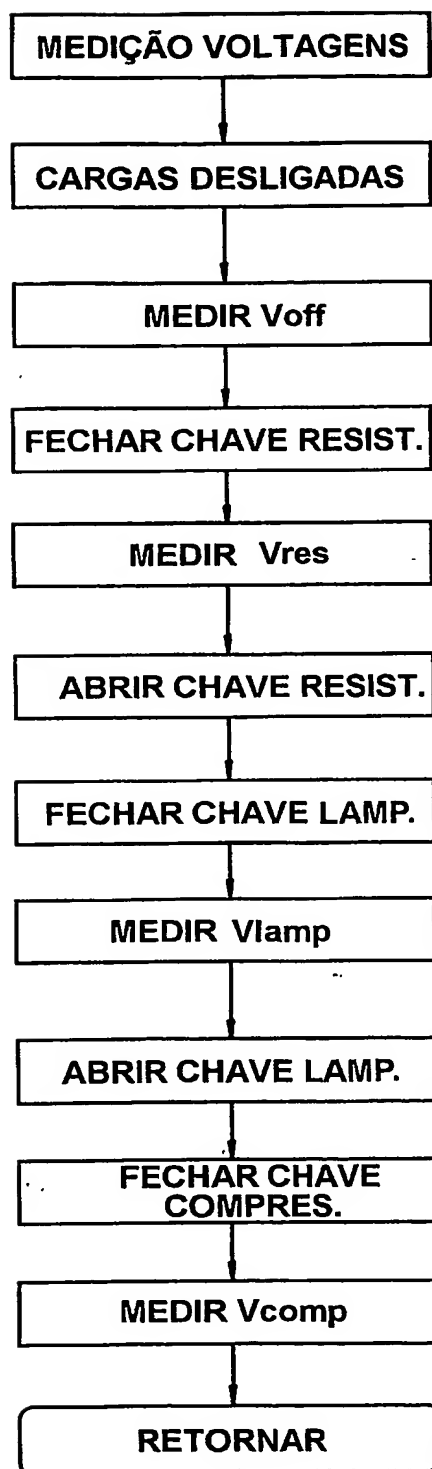 MEDIÇÃO VOLTAGENS
CARGAS DESLIGADAS
MEDIR Voff
FECHAR CHAVE RESIST.
MEDIR Vres
ABRIR CHAVE RESIST.
FECHAR CHAVE LAMP.
MEDIR Vlamp
ABRIR CHAVE LAMP.
FECHAR CHAVE
COMPRES.
MEDIR Vcomp
RETORNAR